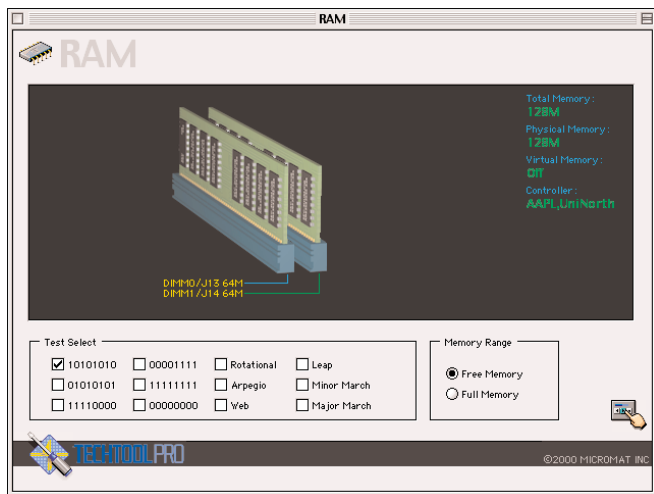 RAM
RAM
Total Memory:
128M
Physical Memory:
128M
Virtual Memory:
Off
Controller:
AAPL,UniNorth
DIMM0/J13 64M
DIMM1/J14 64M
Test Select
10101010
00001111
Rotational
Leap
01010101
11111111
Arpegio
Minor March
11110000
00000000
Web
Major March
Memory Range
Free Memory
Full Memory
TECHTOOL PRO
©2000 MICROMAT INC